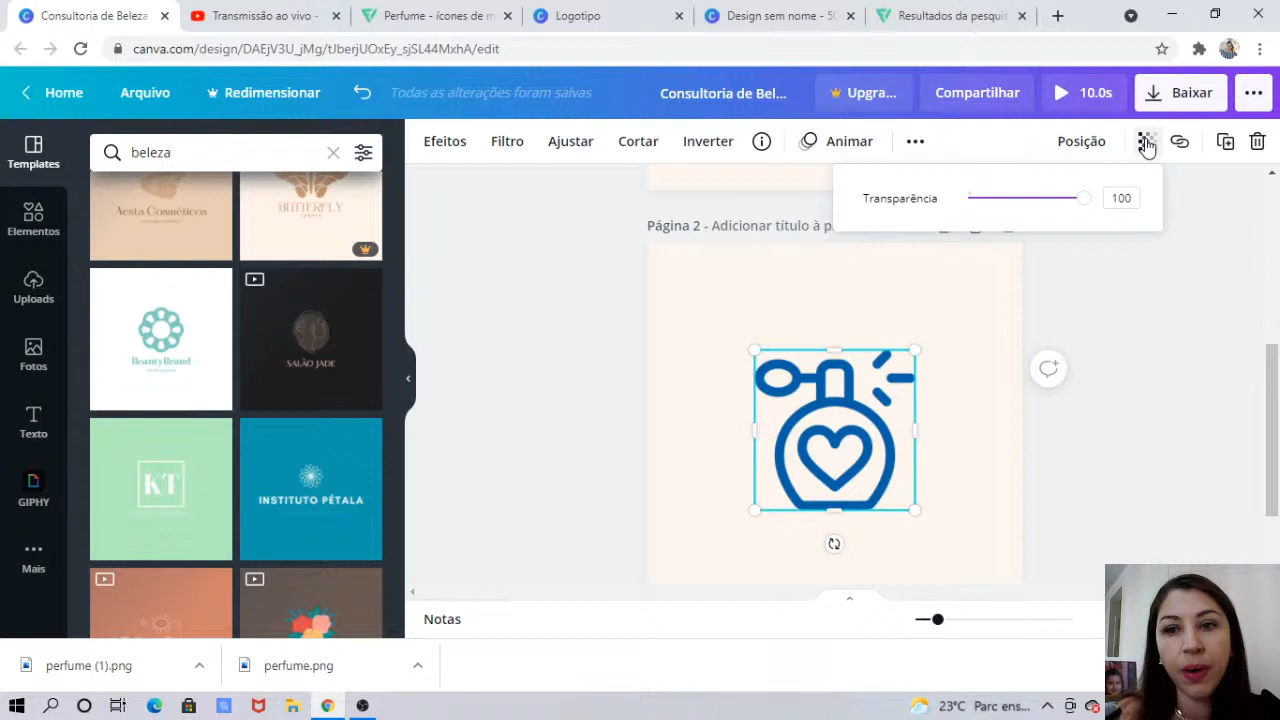 Consultoria de Beleza
Transmissão ao vivo -
Perfume - ícones de m
Logotipo
Design sem nome - 50
Resultados da pesquis
canva.com/design/DAEjV3U_jMg/tJberjUOxEy_sjSL44MxhA/edit
Home
Arquivo
Redimensionar
Todas as alterações foram salvas
Consultoria de Bel...
Upgra...
Compartilhar
10.0s
Baixar
Templates
Elementos
Uploads
Fotos
Texto
GIPHY
Mais
beleza
Aesta Cosméticos
BUTTERFLY
BeautyBrand
SALÃO JADE
KT
INSTITUTO PÉTALA
Efeitos
Filtro
Ajustar
Cortar
Inverter
Animar
Posição
Transparência
100
Página 2 - Adicionar título à p
Notas
perfume (1).png
perfume.png
23°C Parc ens...